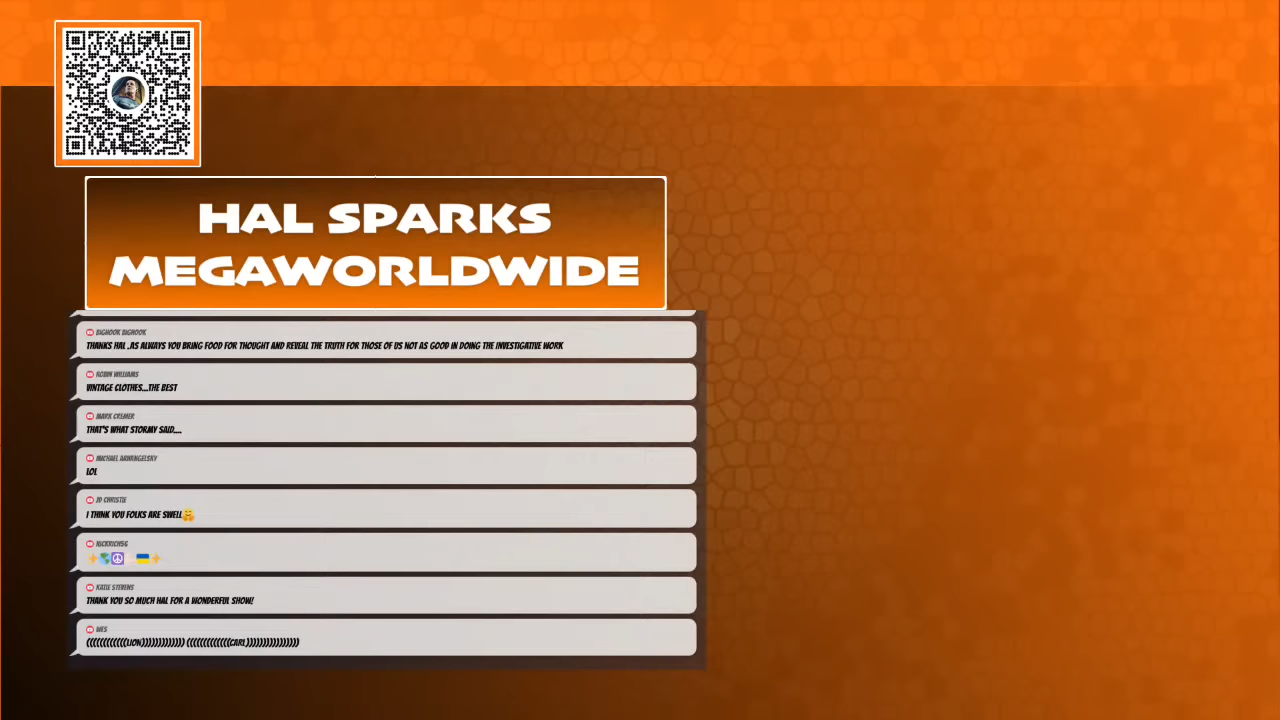 HAL SPARKS
MEGAWORLDWIDE
BIGHOOK BIGHOOK
THANKS HAL .AS ALWAYS YOU BRING FOOD FOR THOUGHT AND REVEAL THE TRUTH FOR THOSE OF US NOT AS GOOD IN DOING THE INVESTIGATIVE WORK
ROBIN WILLIAMS
VINTAGE CLOTHES...THE BEST
MARK CREMER
THAT'S WHAT STORMY SAID....
MICHAEL ARHANGELSKY
LOL
JD CHRISTIE
I THINK YOU FOLKS ARE SWELL🤗
RICKRICHSG
KATIE STEVENS
THANK YOU SO MUCH HAL FOR A WONDERFUL SHOW!
WES
((((((((((((LION))))))))))))) (((((((((((((CARL))))))))))))))))